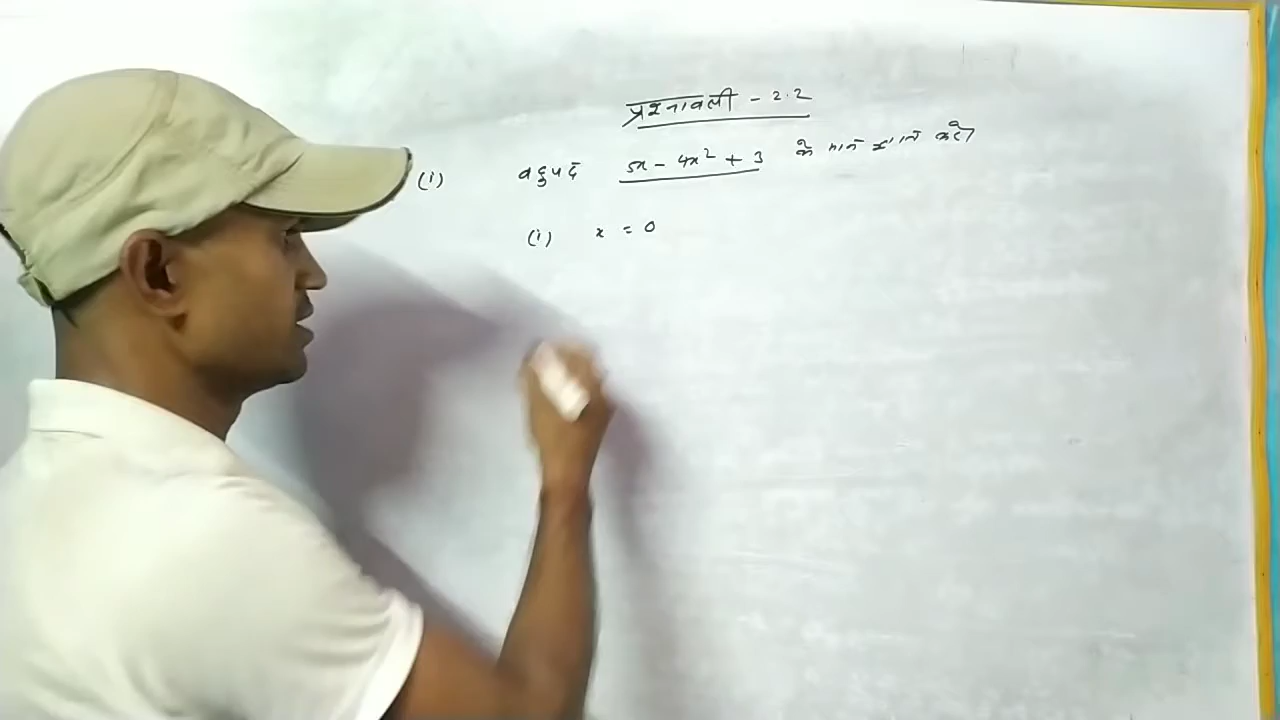 प्रश्नावली - 2.2
(1) बहुपद 5x - 4x² + 3 के मान ज्ञात करो
(i) x = 0